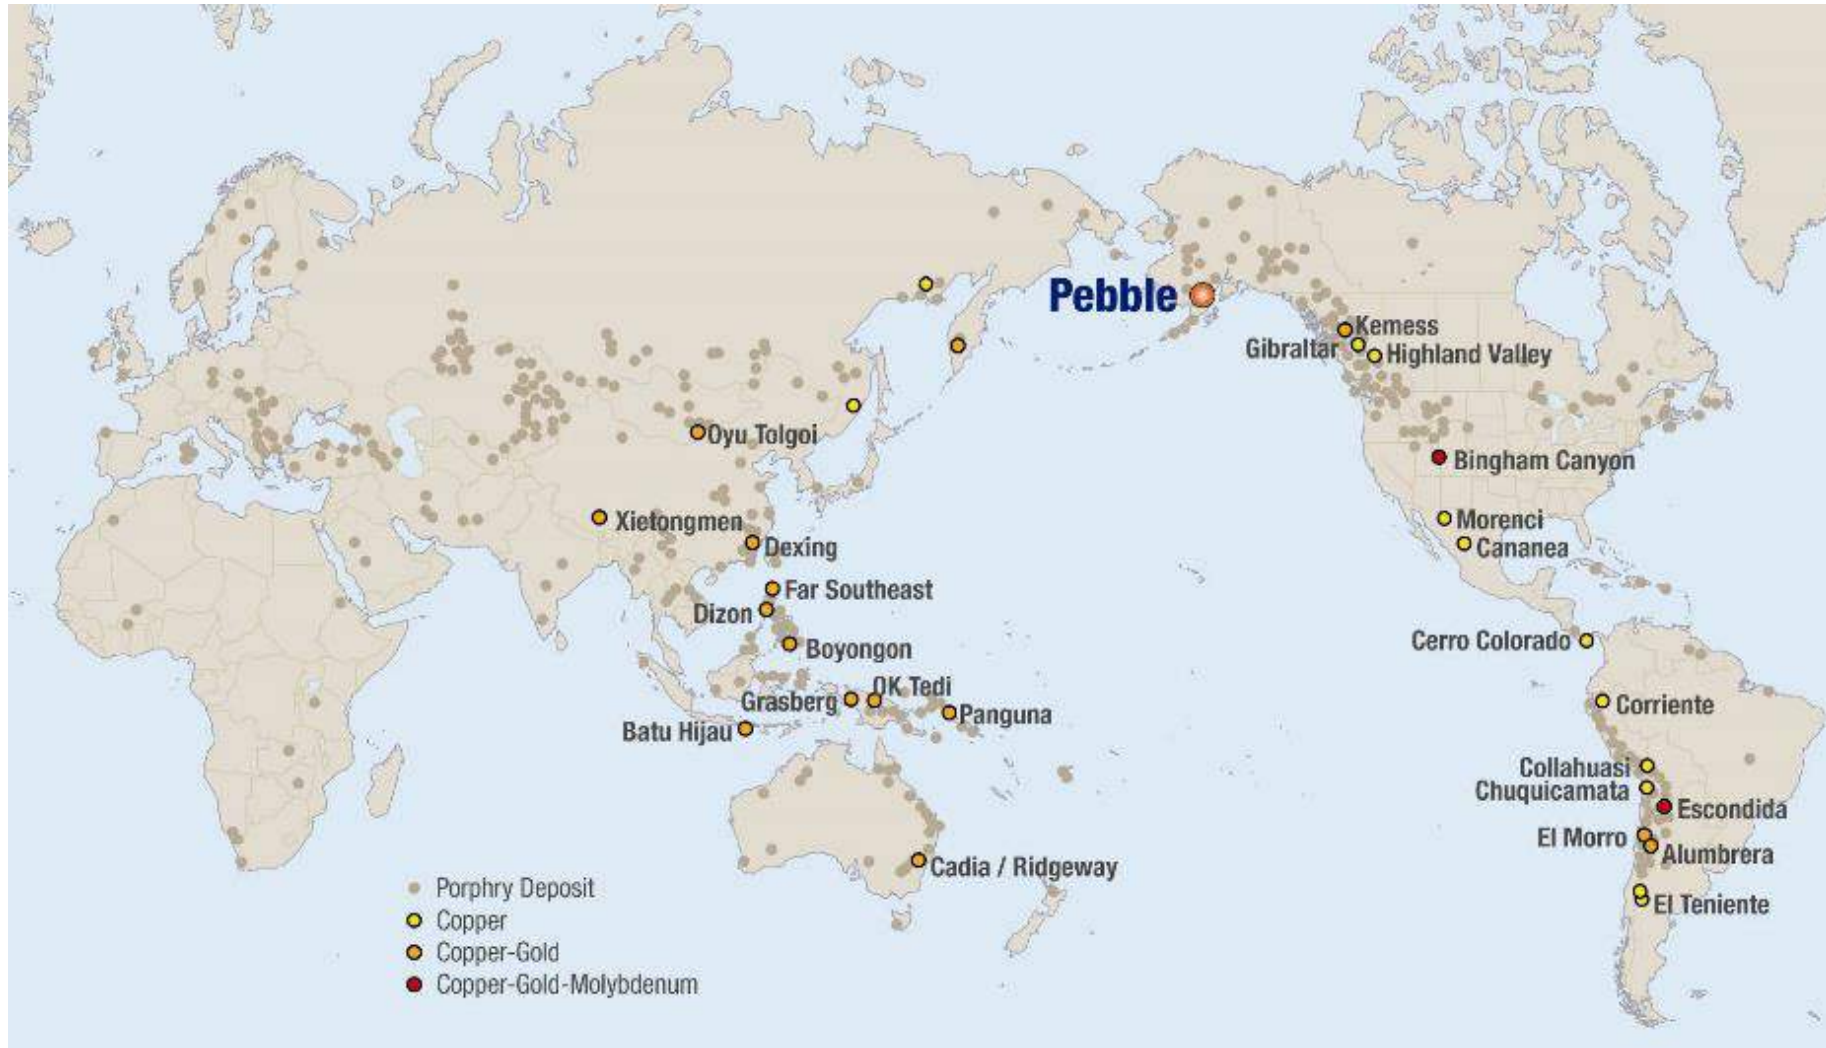 Pebble
Kemess
Gibraltar
Highland Valley
Oyu Tolgoi
Bingham Canyon
Xietongmen
Morenci
Dexing
Cananea
Far Southeast
Dizon
Cerro Colorado
Boyongon
OK Tedi
Grasberg
Corriente
Panguna
Batu Hijau
Collahuasi
Chuquicamata
Escondida
El Morro
Alumbrera
Cadia / Ridgeway
El Teniente
Porphry Deposit
Copper
Copper-Gold
Copper-Gold-Molybdenum